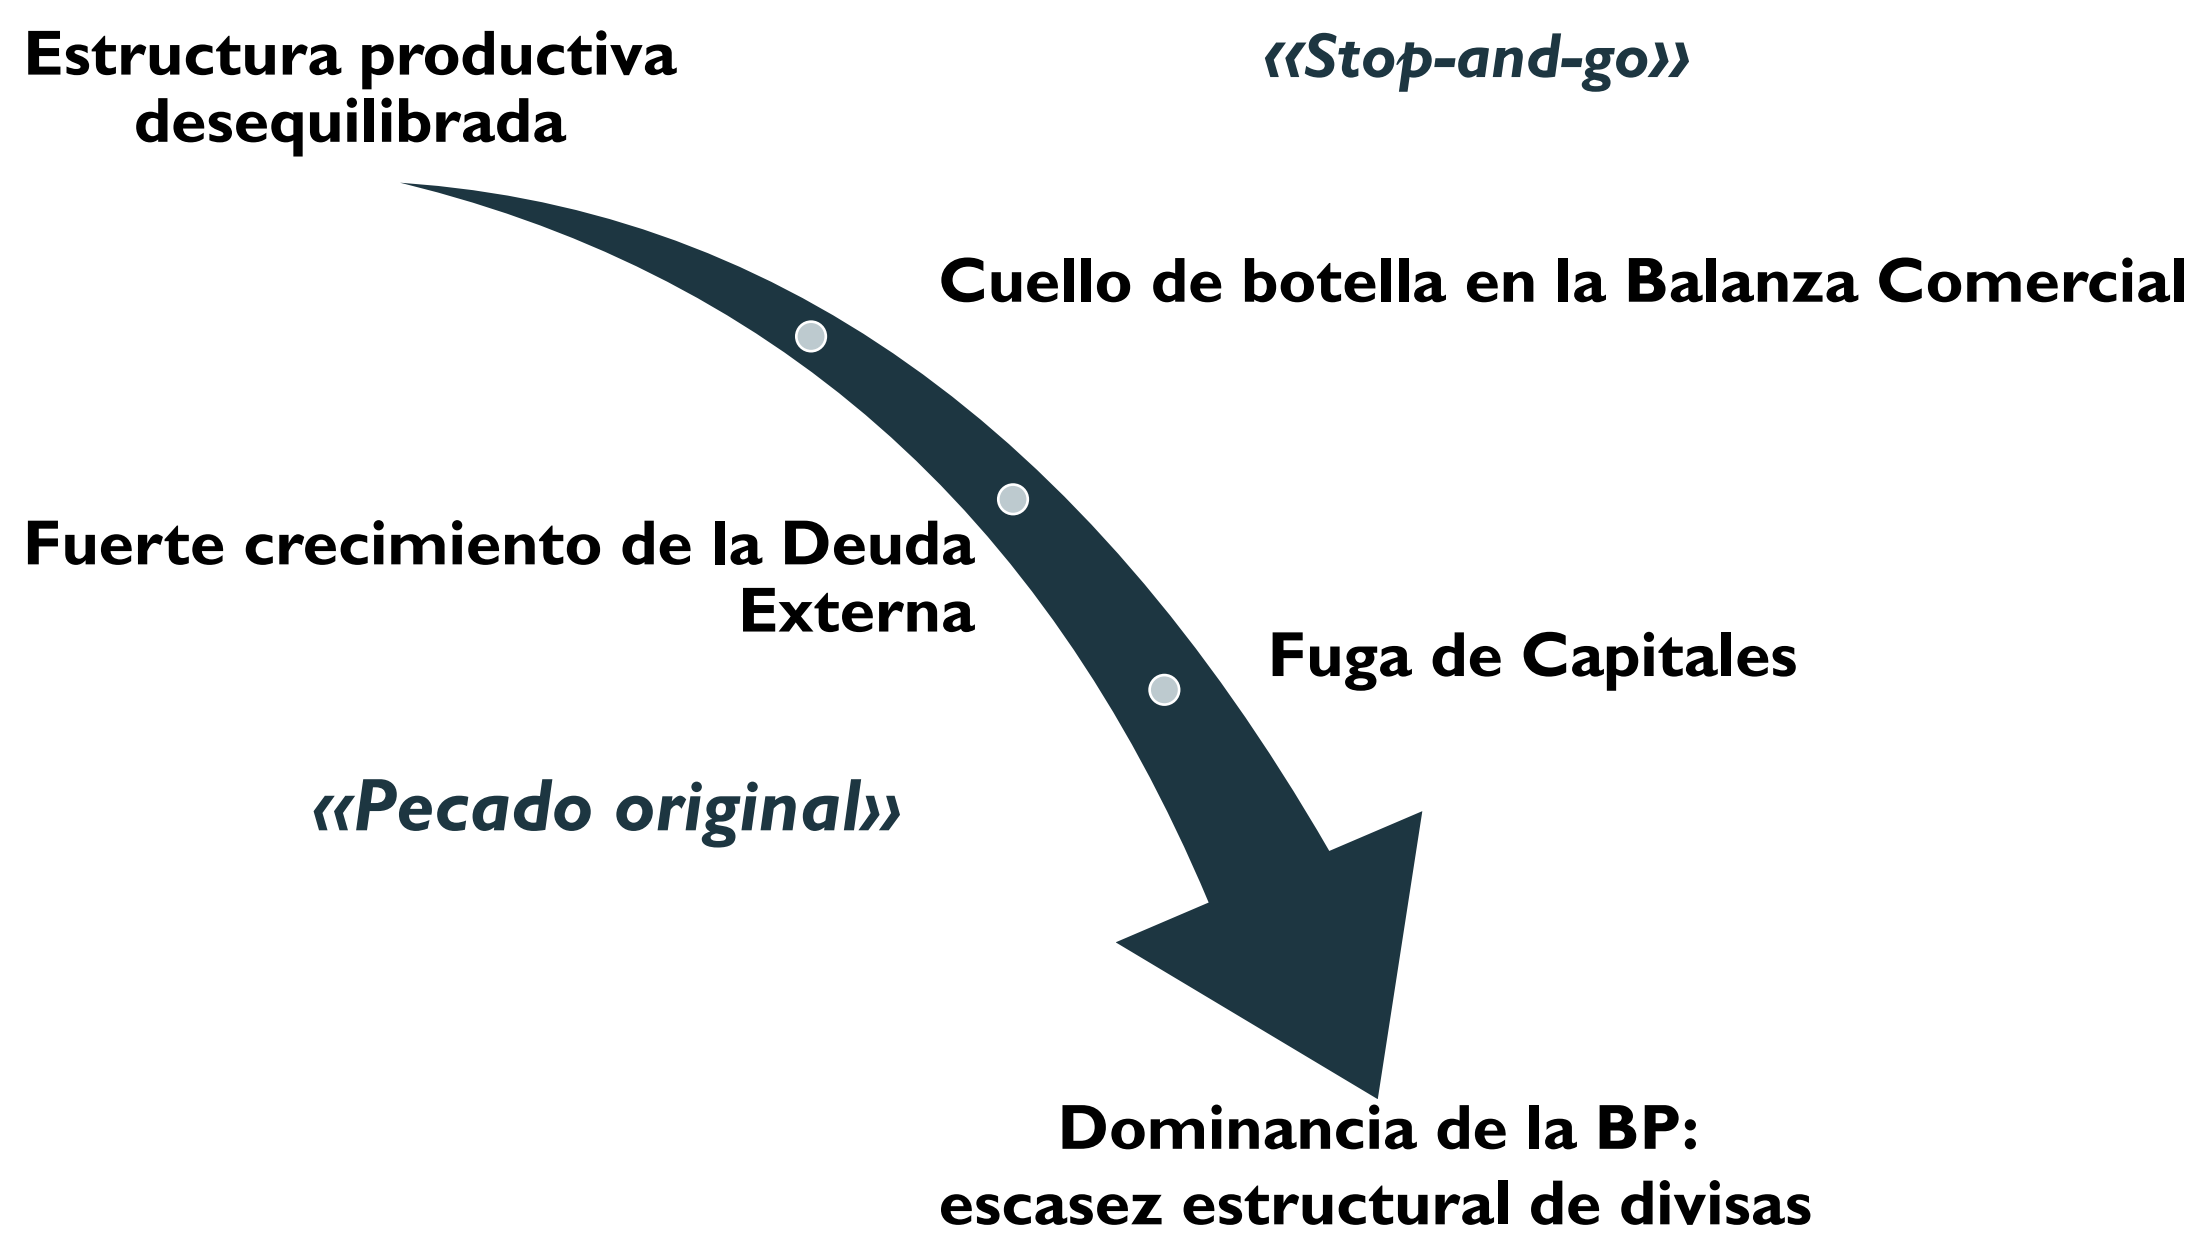 Estructura productiva
desequilibrada
«Stop-and-go»
Cuello de botella en la Balanza Comercial
Fuerte crecimiento de la Deuda
Externa
Fuga de Capitales
«Pecado original»
Dominancia de la BP:
escasez estructural de divisas